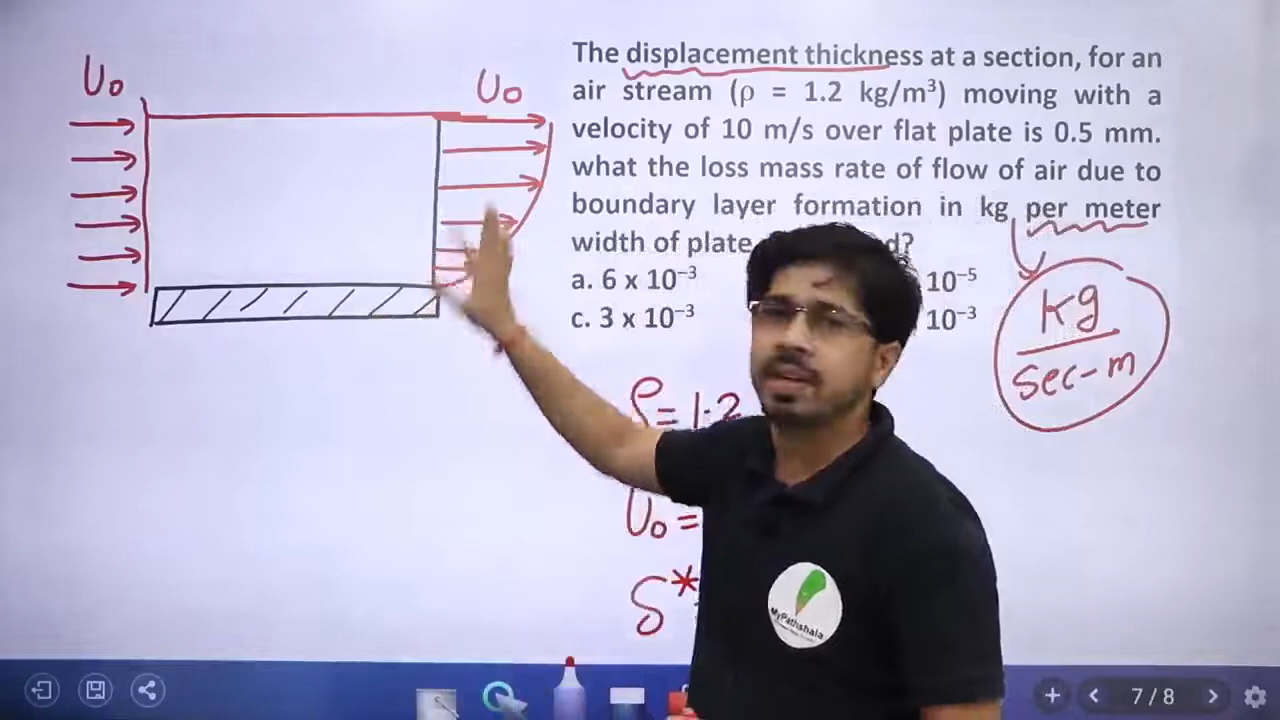 U₀
U₀
The displacement thickness at a section, for an
air stream (ρ = 1.2 kg/m³) moving with a
velocity of 10 m/s over flat plate is 0.5 mm.
what the loss mass rate of flow of air due to
boundary layer formation in kg per meter
width of plate d?
a. 6 x 10⁻³ 10⁻⁵
c. 3 x 10⁻³ 10⁻³
kg
sec-m
ρ = 1.2
U₀ =
δ*
MyPathshala
7 / 8